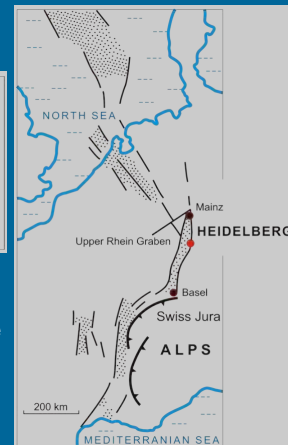 NORTH SEA
Mainz
HEIDELBERG
Upper Rhein Graben
Basel
Swiss Jura
ALPS
200 km
MEDITERRANIAN SEA